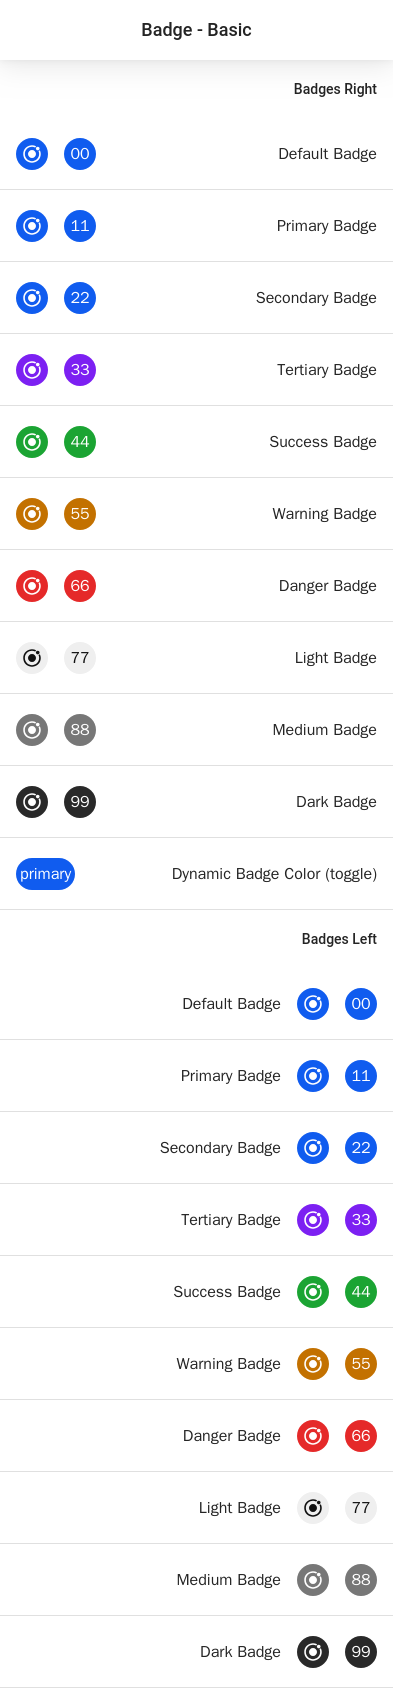 Badge - Basic
Badges Right
00 Default Badge
11 Primary Badge
22 Secondary Badge
33 Tertiary Badge
44 Success Badge
55 Warning Badge
66 Danger Badge
77 Light Badge
88 Medium Badge
99 Dark Badge
primary Dynamic Badge Color (toggle)
Badges Left
Default Badge 00
Primary Badge 11
Secondary Badge 22
Tertiary Badge 33
Success Badge 44
Warning Badge 55
Danger Badge 66
Light Badge 77
Medium Badge 88
Dark Badge 99